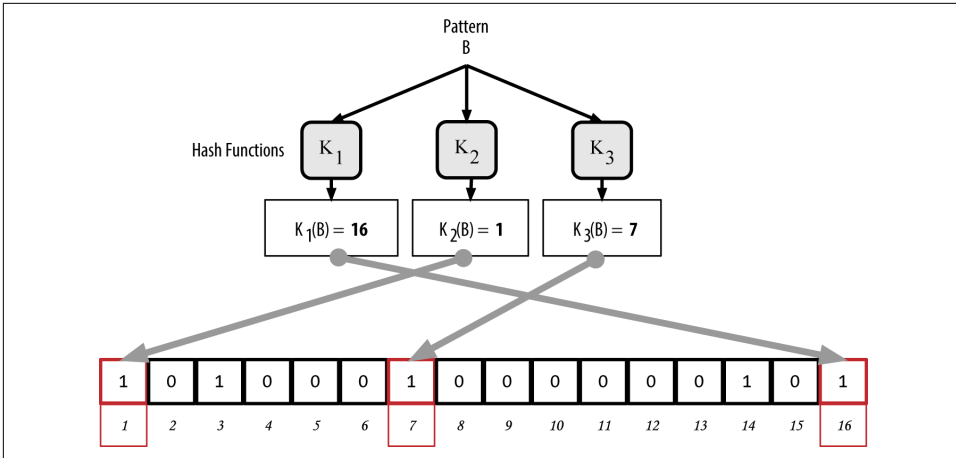 Pattern
B
Hash Functions
K1
K2
K3
K1(B) = 16
K2(B) = 1
K3(B) = 7
1 0 1 0 0 0 1 0 0 0 0 0 0 1 0 1
1 2 3 4 5 6 7 8 9 10 11 12 13 14 15 16